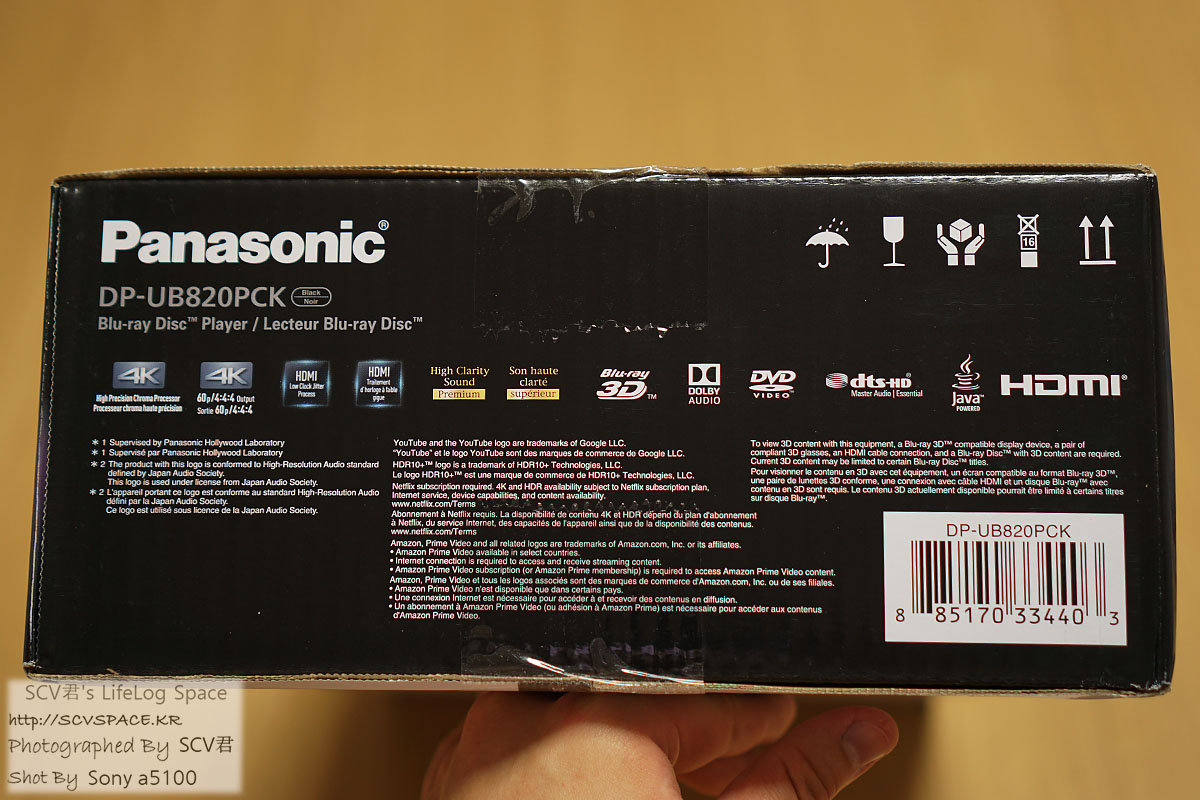 Panasonic®
DP-UB820PCK Black Noir
Blu-ray Disc™ Player / Lecteur Blu-ray Disc™
16
4K
High Precision Chroma Processor
Processeur chroma haute précision
4K
60p/4:4:4 Output
Sortie 60p/4:4:4
HDMI
Low Clock Jitter
Process
HDMI
Traitement
d'horloge à faible
gigue
High Clarity
Sound
Premium
Son haute
clarté
supérieur
Blu-ray
3D™
DOLBY
AUDIO
DVD
VIDEO
dts-HD®
Master Audio | Essential
Java™
POWERED
HDMI®
* 1 Supervised by Panasonic Hollywood Laboratory
* 1 Supervisé par Panasonic Hollywood Laboratory
* 2 The product with this logo is conformed to High-Resolution Audio standard
defined by Japan Audio Society.
This logo is used under license from Japan Audio Society.
* 2 L'appareil portant ce logo est conforme au standard High-Resolution Audio
défini par la Japan Audio Society.
Ce logo est utilisé sous licence de la Japan Audio Society.
YouTube and the YouTube logo are trademarks of Google LLC.
"YouTube" et le logo YouTube sont des marques de commerce de Google LLC.
HDR10+™ logo is a trademark of HDR10+ Technologies, LLC.
Le logo HDR10+™ est une marque de commerce de HDR10+ Technologies, LLC.
Netflix subscription required. 4K and HDR availability subject to Netflix subscription plan,
Internet service, device capabilities, and content availability.
www.netflix.com/Terms
Abonnement à Netflix requis. La disponibilité de contenu 4K et HDR dépend du plan d'abonnement
à Netflix, du service Internet, des capacités de l'appareil ainsi que de la disponibilité des contenus.
www.netflix.com/Terms
Amazon, Prime Video and all related logos are trademarks of Amazon.com, Inc. or its affiliates.
• Amazon Prime Video available in select countries.
• Internet connection is required to access and receive streaming content.
• Amazon Prime Video subscription (or Amazon Prime membership) is required to access Amazon Prime Video content.
Amazon, Prime Video et tous les logos associés sont des marques de commerce d'Amazon.com, Inc. ou de ses filiales.
• Amazon Prime Video n'est disponible que dans certains pays.
• Une connexion Internet est nécessaire pour accéder à et recevoir des contenus en diffusion.
• Un abonnement à Amazon Prime Video (ou adhésion à Amazon Prime) est nécessaire pour accéder aux contenus
d'Amazon Prime Video.
To view 3D content with this equipment, a Blu-ray 3D™ compatible display device, a pair of
compliant 3D glasses, an HDMI cable connection, and a Blu-ray Disc™ with 3D content are required.
Current 3D content may be limited to certain Blu-ray Disc™ titles.
Pour visionner le contenu en 3D avec cet équipement, un écran compatible au format Blu-ray 3D™,
une paire de lunettes 3D conforme, une connexion avec câble HDMI et un disque Blu-ray™ avec
contenu en 3D sont requis. Le contenu 3D actuellement disponible pourrait être limité à certains titres
sur disque Blu-ray™.
DP-UB820PCK
8 85170 33440 3
SCV君's LifeLog Space
http://SCVSPACE.KR
Photographed By SCV君
Shot By Sony a5100